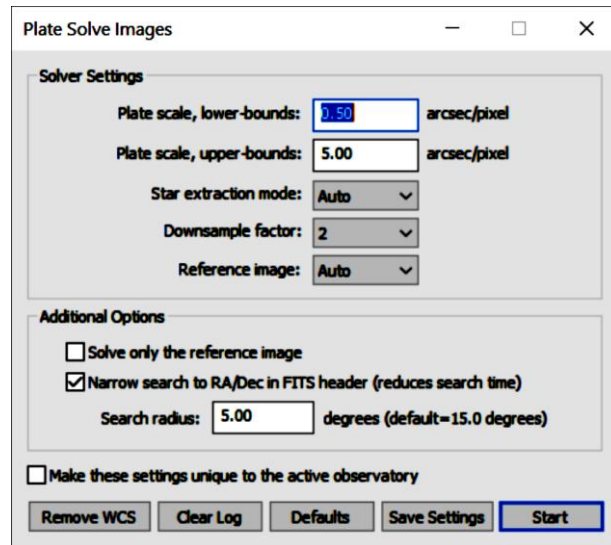 Plate Solve Images
Solver Settings
Plate scale, lower-bounds: 0.50 arcsec/pixel
Plate scale, upper-bounds: 5.00 arcsec/pixel
Star extraction mode: Auto
Downsample factor: 2
Reference image: Auto
Additional Options
Solve only the reference image
Narrow search to RA/Dec in FITS header (reduces search time)
Search radius: 5.00 degrees (default=15.0 degrees)
Make these settings unique to the active observatory
Remove WCS Clear Log Defaults Save Settings Start